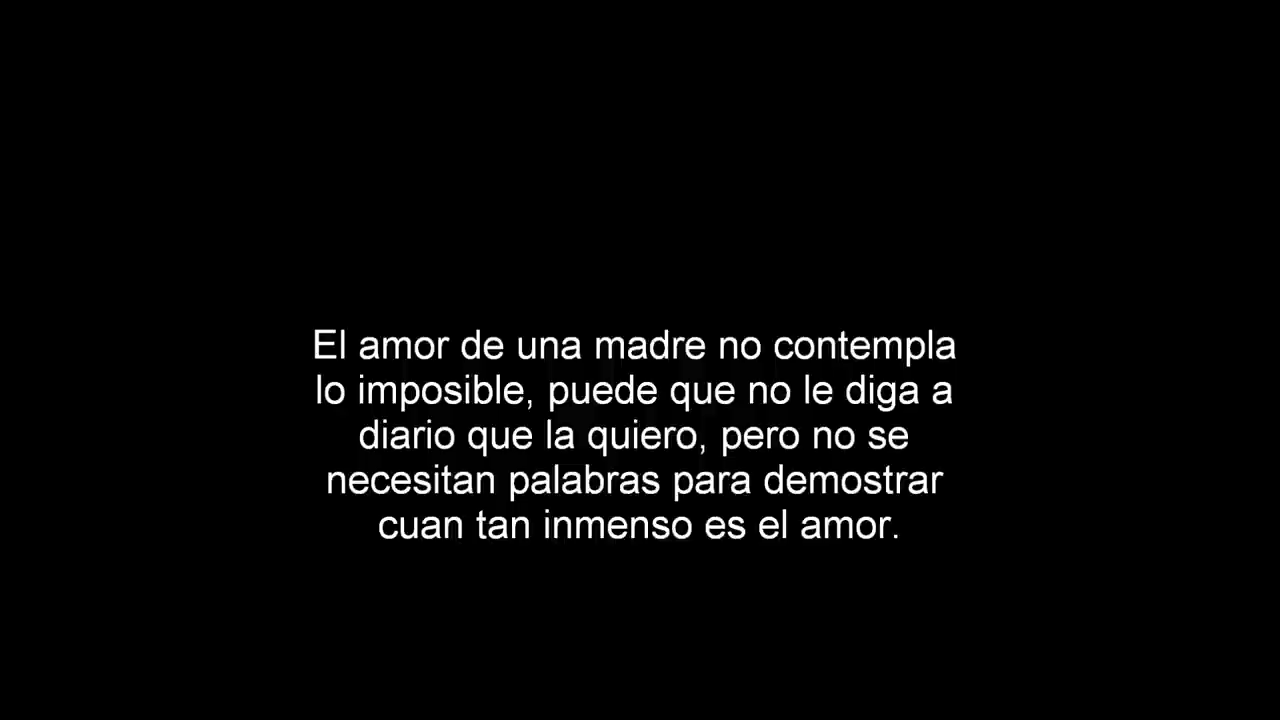 El amor de una madre no contempla
lo imposible, puede que no le diga a
diario que la quiero, pero no se
necesitan palabras para demostrar
cuan tan inmenso es el amor.